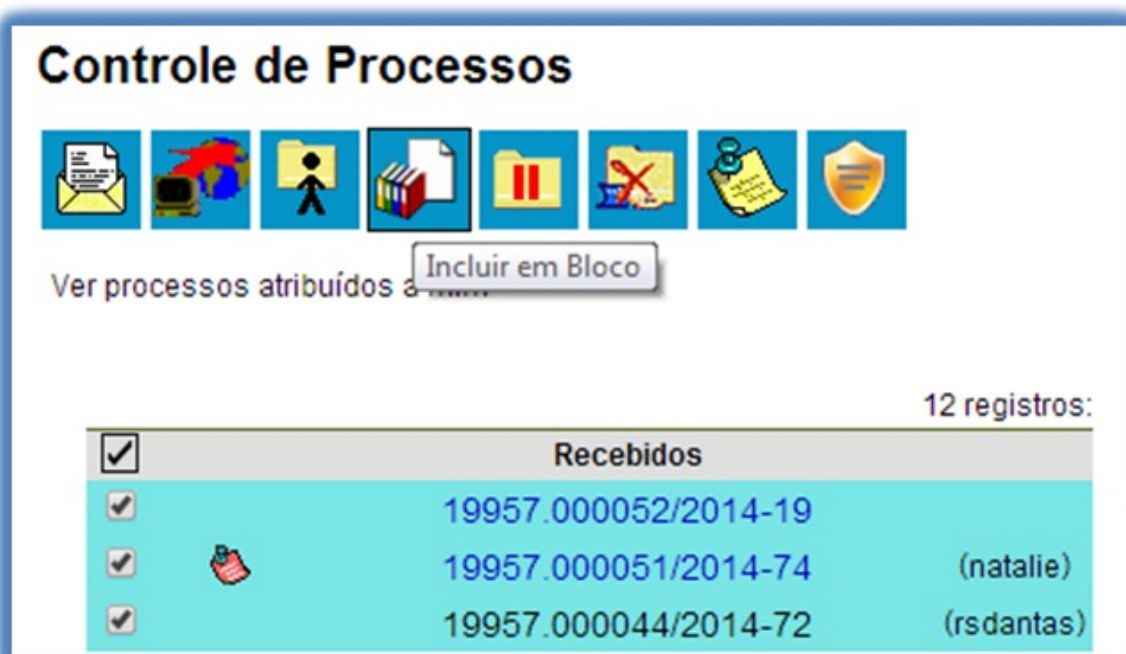 Controle de Processos
Incluir em Bloco
Ver processos atribuídos a
12 registros:
Recebidos
19957.000052/2014-19
19957.000051/2014-74 (natalie)
19957.000044/2014-72 (rsdantas)